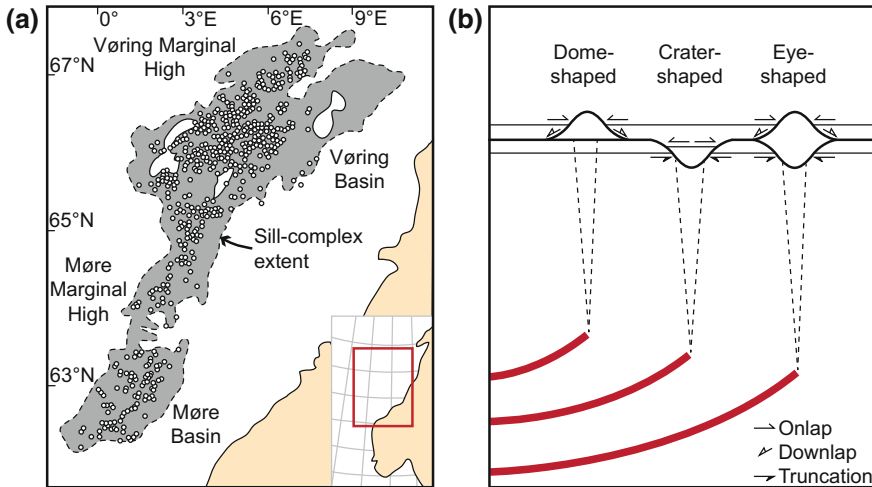 (a)
0°
3°E
6°E
9°E
Vøring Marginal
High
67°N
Vøring
Basin
65°N
Sill-complex
extent
Møre
Marginal
High
63°N
Møre
Basin
(b)
Dome-
shaped
Crater-
shaped
Eye-
shaped
Onlap
Downlap
Truncation